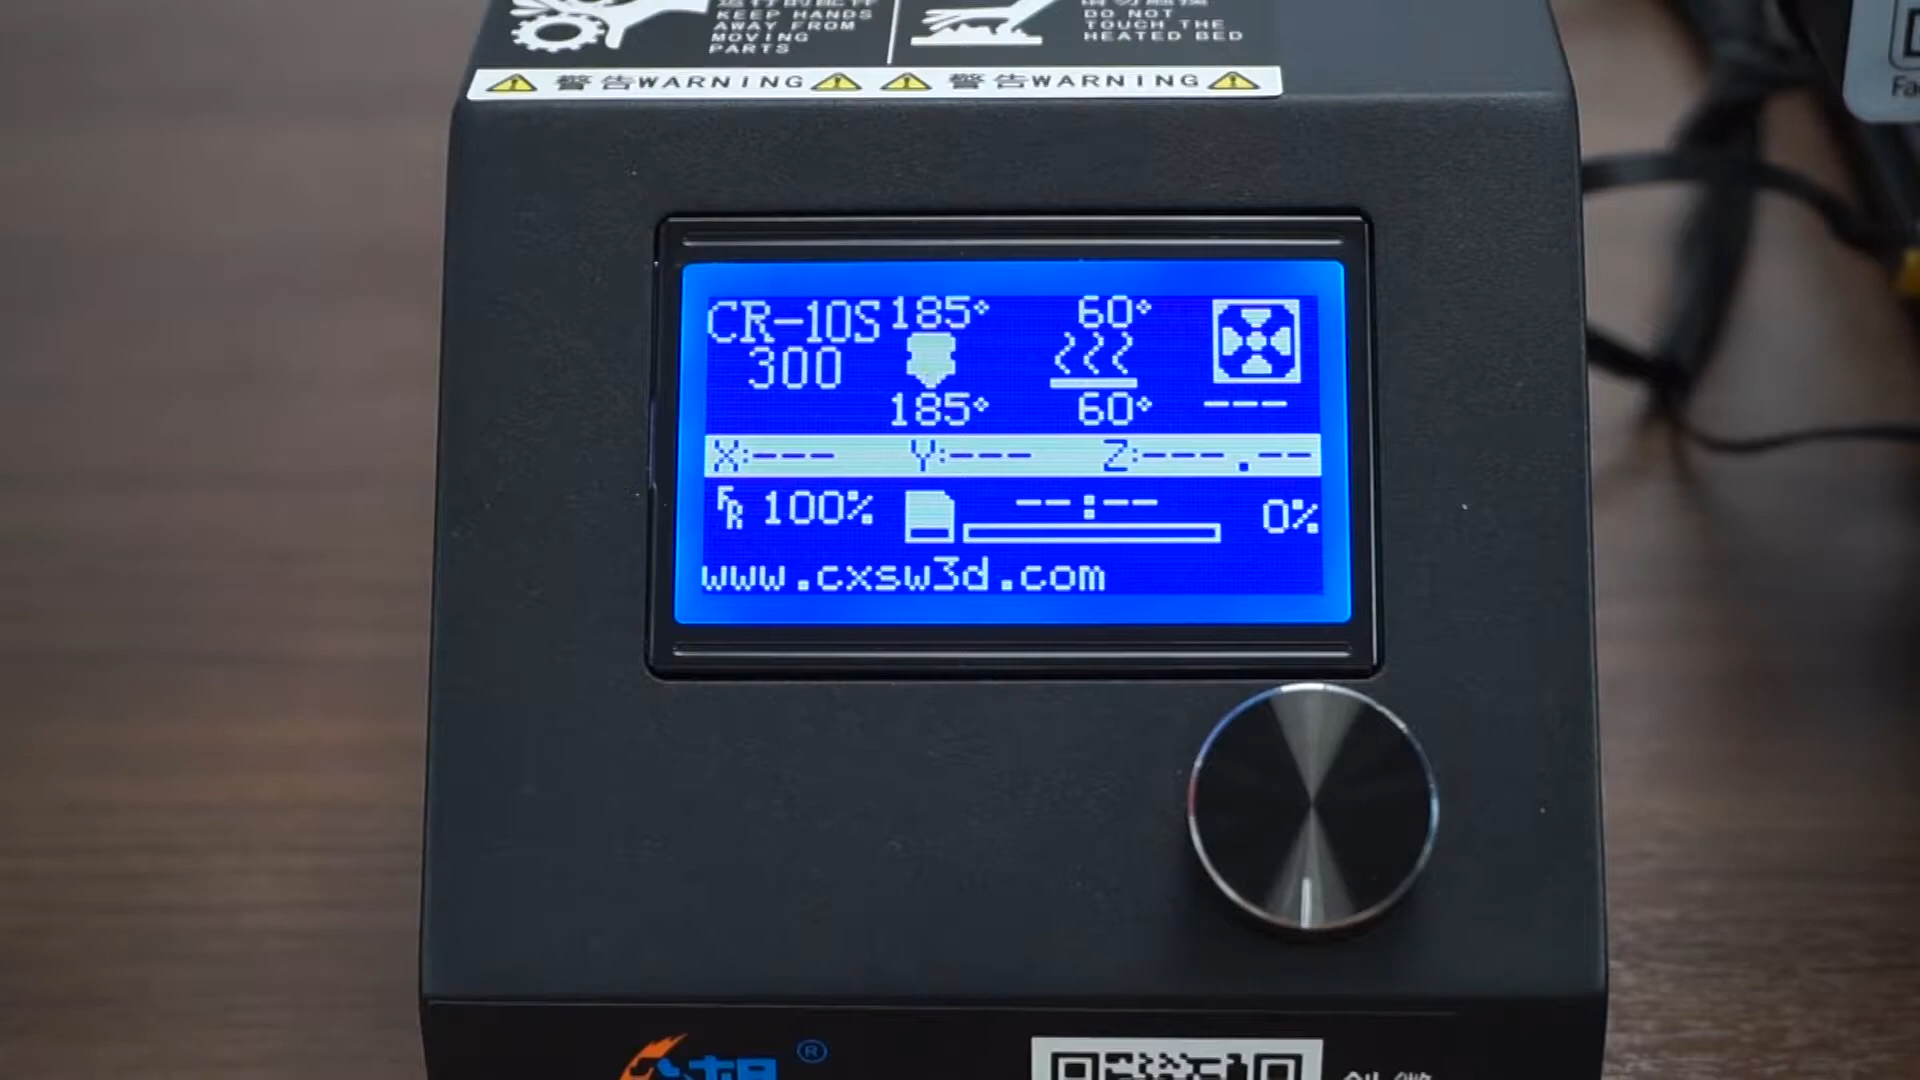 KEEP HANDS
AWAY FROM
MOVING
PARTS
DO NOT
TOUCH THE
HEATED BED
警告WARNING 警告WARNING
CR-10S 185° 60°
300
185° 60° ---
X:--- Y:--- Z:---.--
FR 100% --:-- 0%
www.cxsw3d.com
®